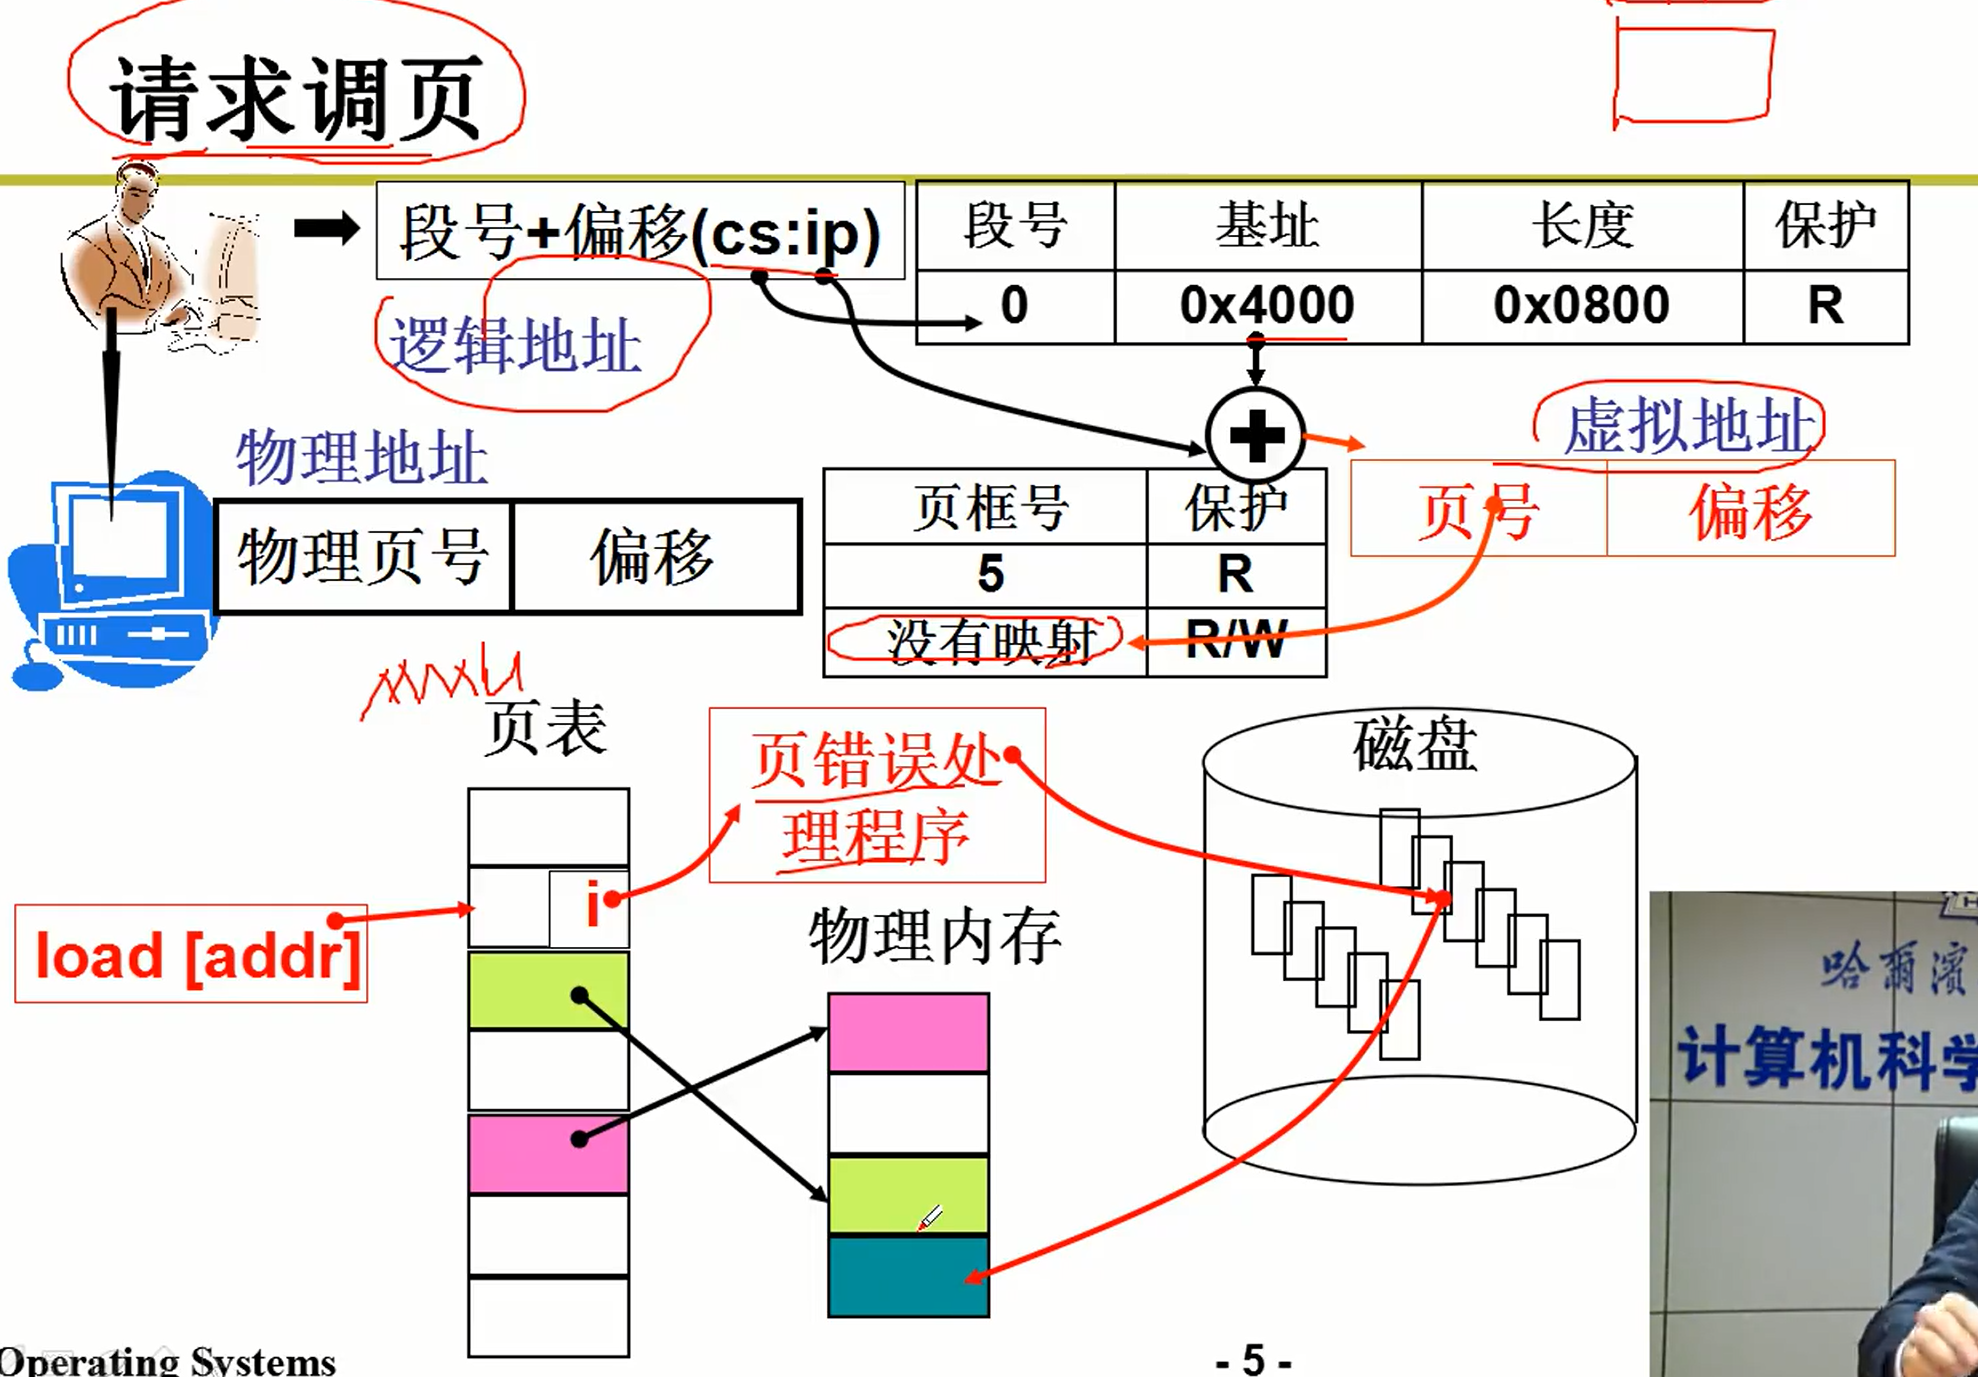 请求调页
段号+偏移(cs:ip)
段号 基址 长度 保护
0 0x4000 0x0800 R
逻辑地址
虚拟地址
物理地址
页号 偏移
物理页号 偏移
页框号 保护
5 R
没有映射 R/W
页表
页错误处
理程序
磁盘
i
load [addr]
物理内存
哈爾濱
计算机科学
Operating Systems
- 5 -